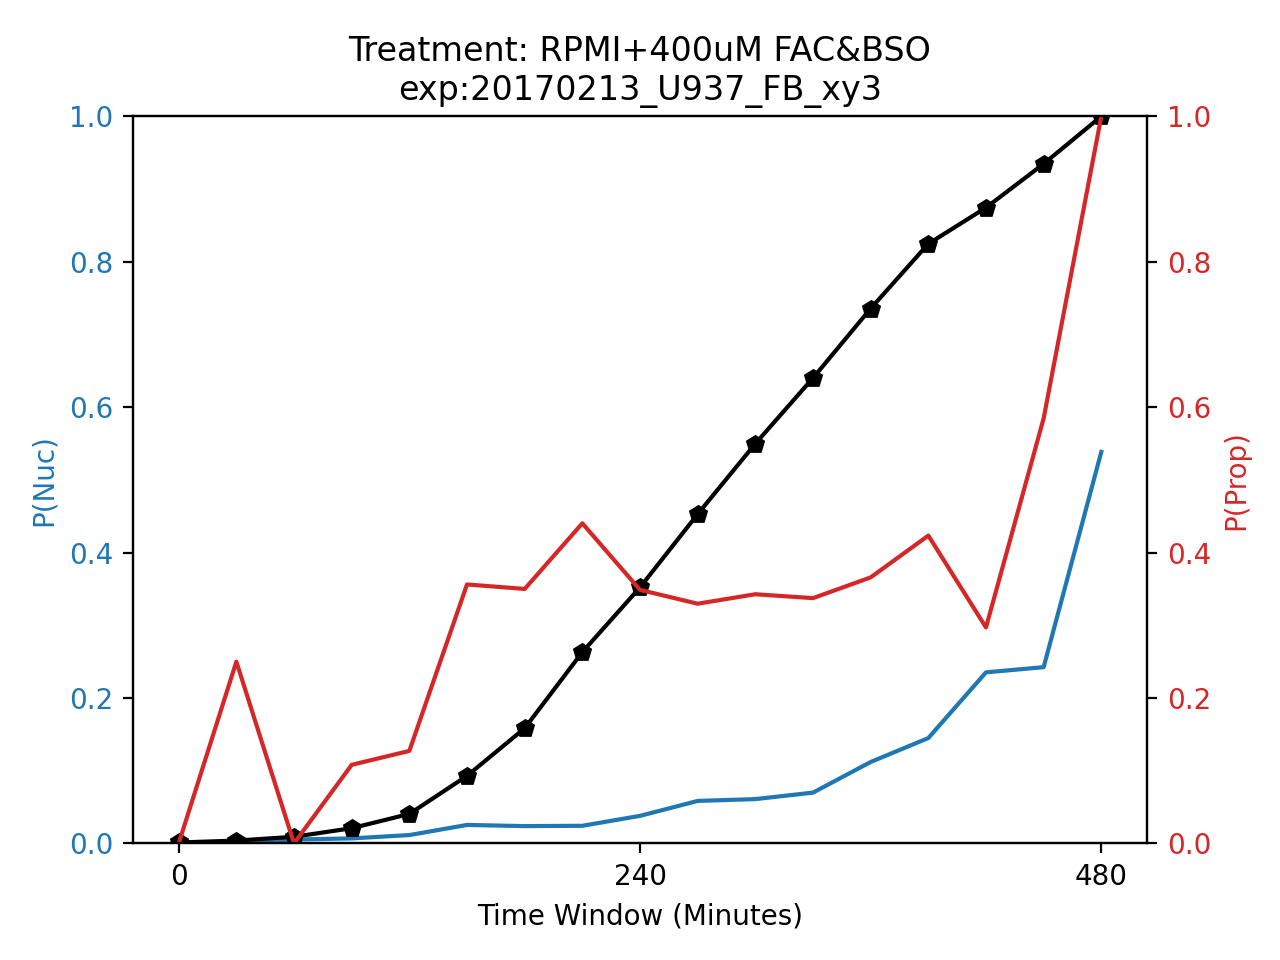 Treatment: RPMI+400uM FAC&BSO
exp:20170213_U937_FB_xy3
1.0
0.8
0.6
0.4
0.2
0.0
P(Nuc)
1.0
0.8
0.6
0.4
0.2
0.0
P(Prop)
0 240 480
Time Window (Minutes)